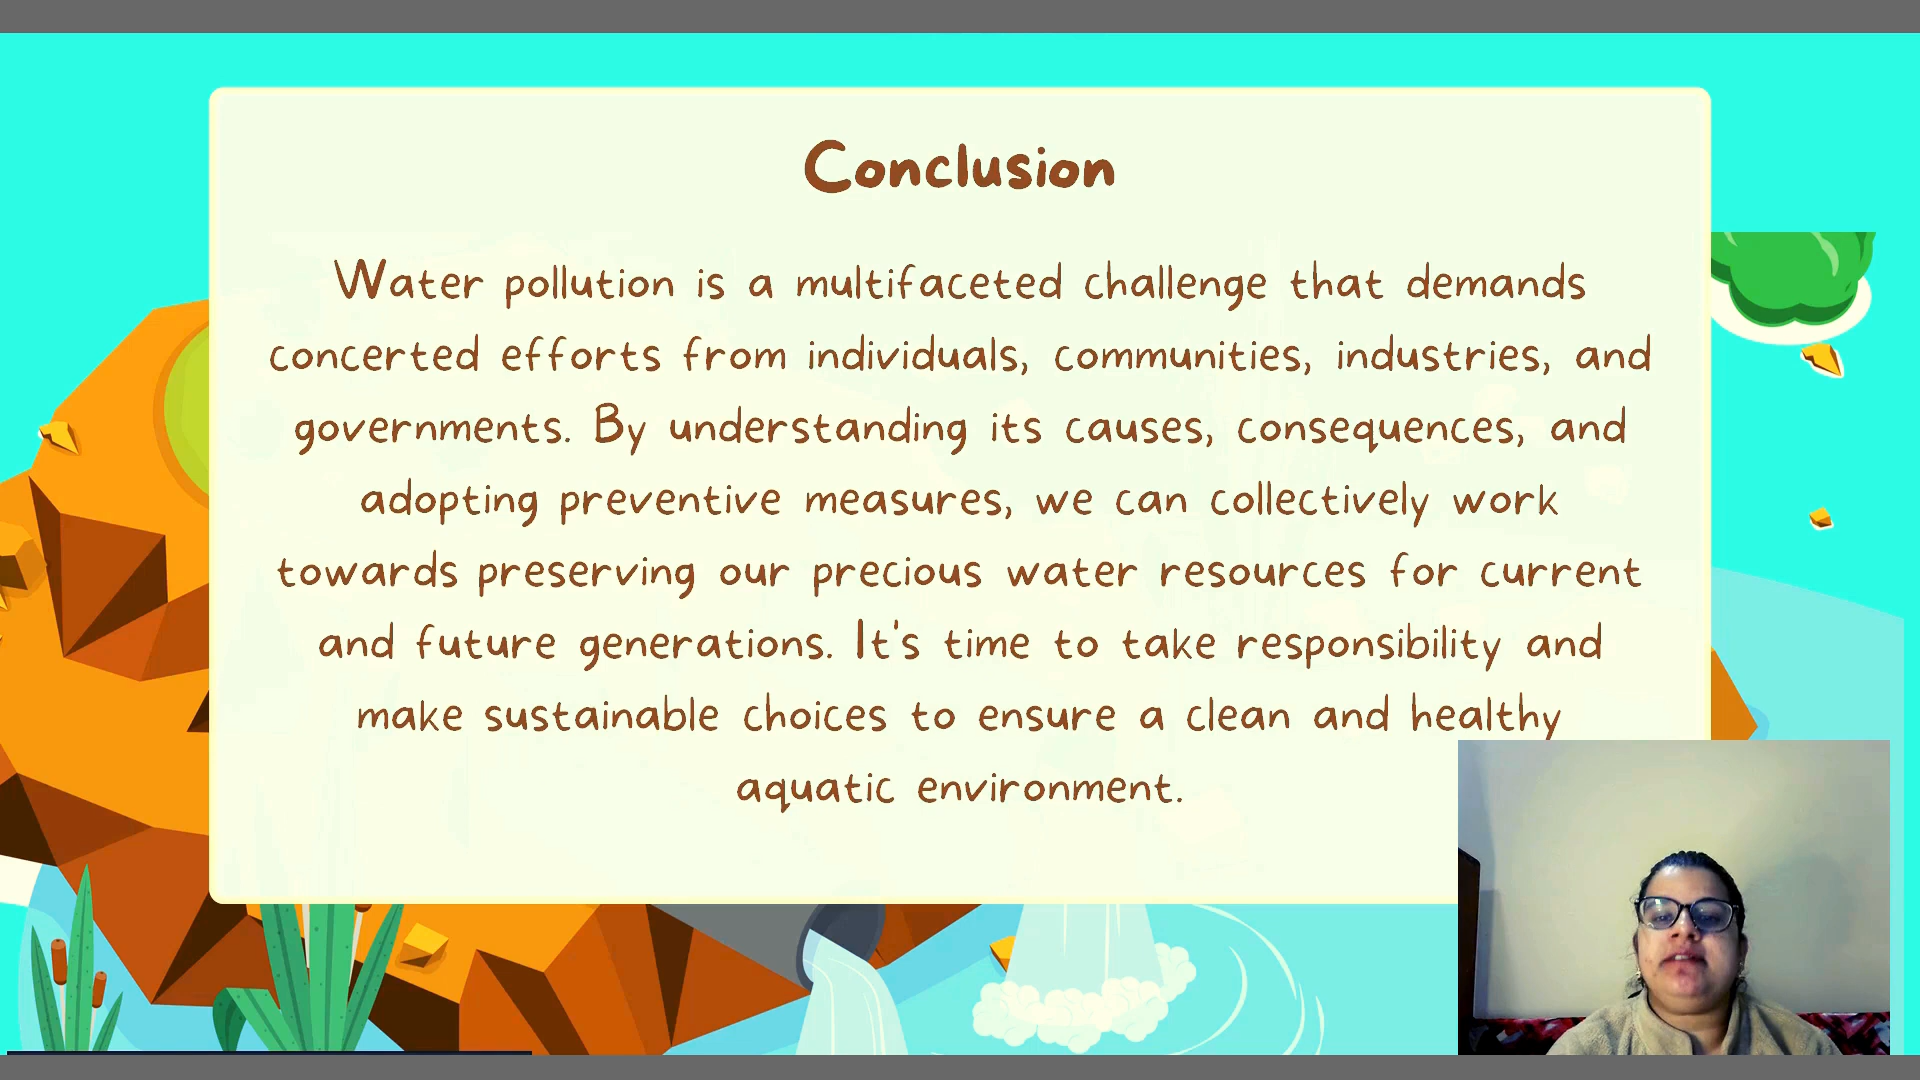 Conclusion
Water pollution is a multifaceted challenge that demands
concerted efforts from individuals, communities, industries, and
governments. By understanding its causes, consequences, and
adopting preventive measures, we can collectively work
towards preserving our precious water resources for current
and future generations. It's time to take responsibility and
make sustainable choices to ensure a clean and healthy
aquatic environment.